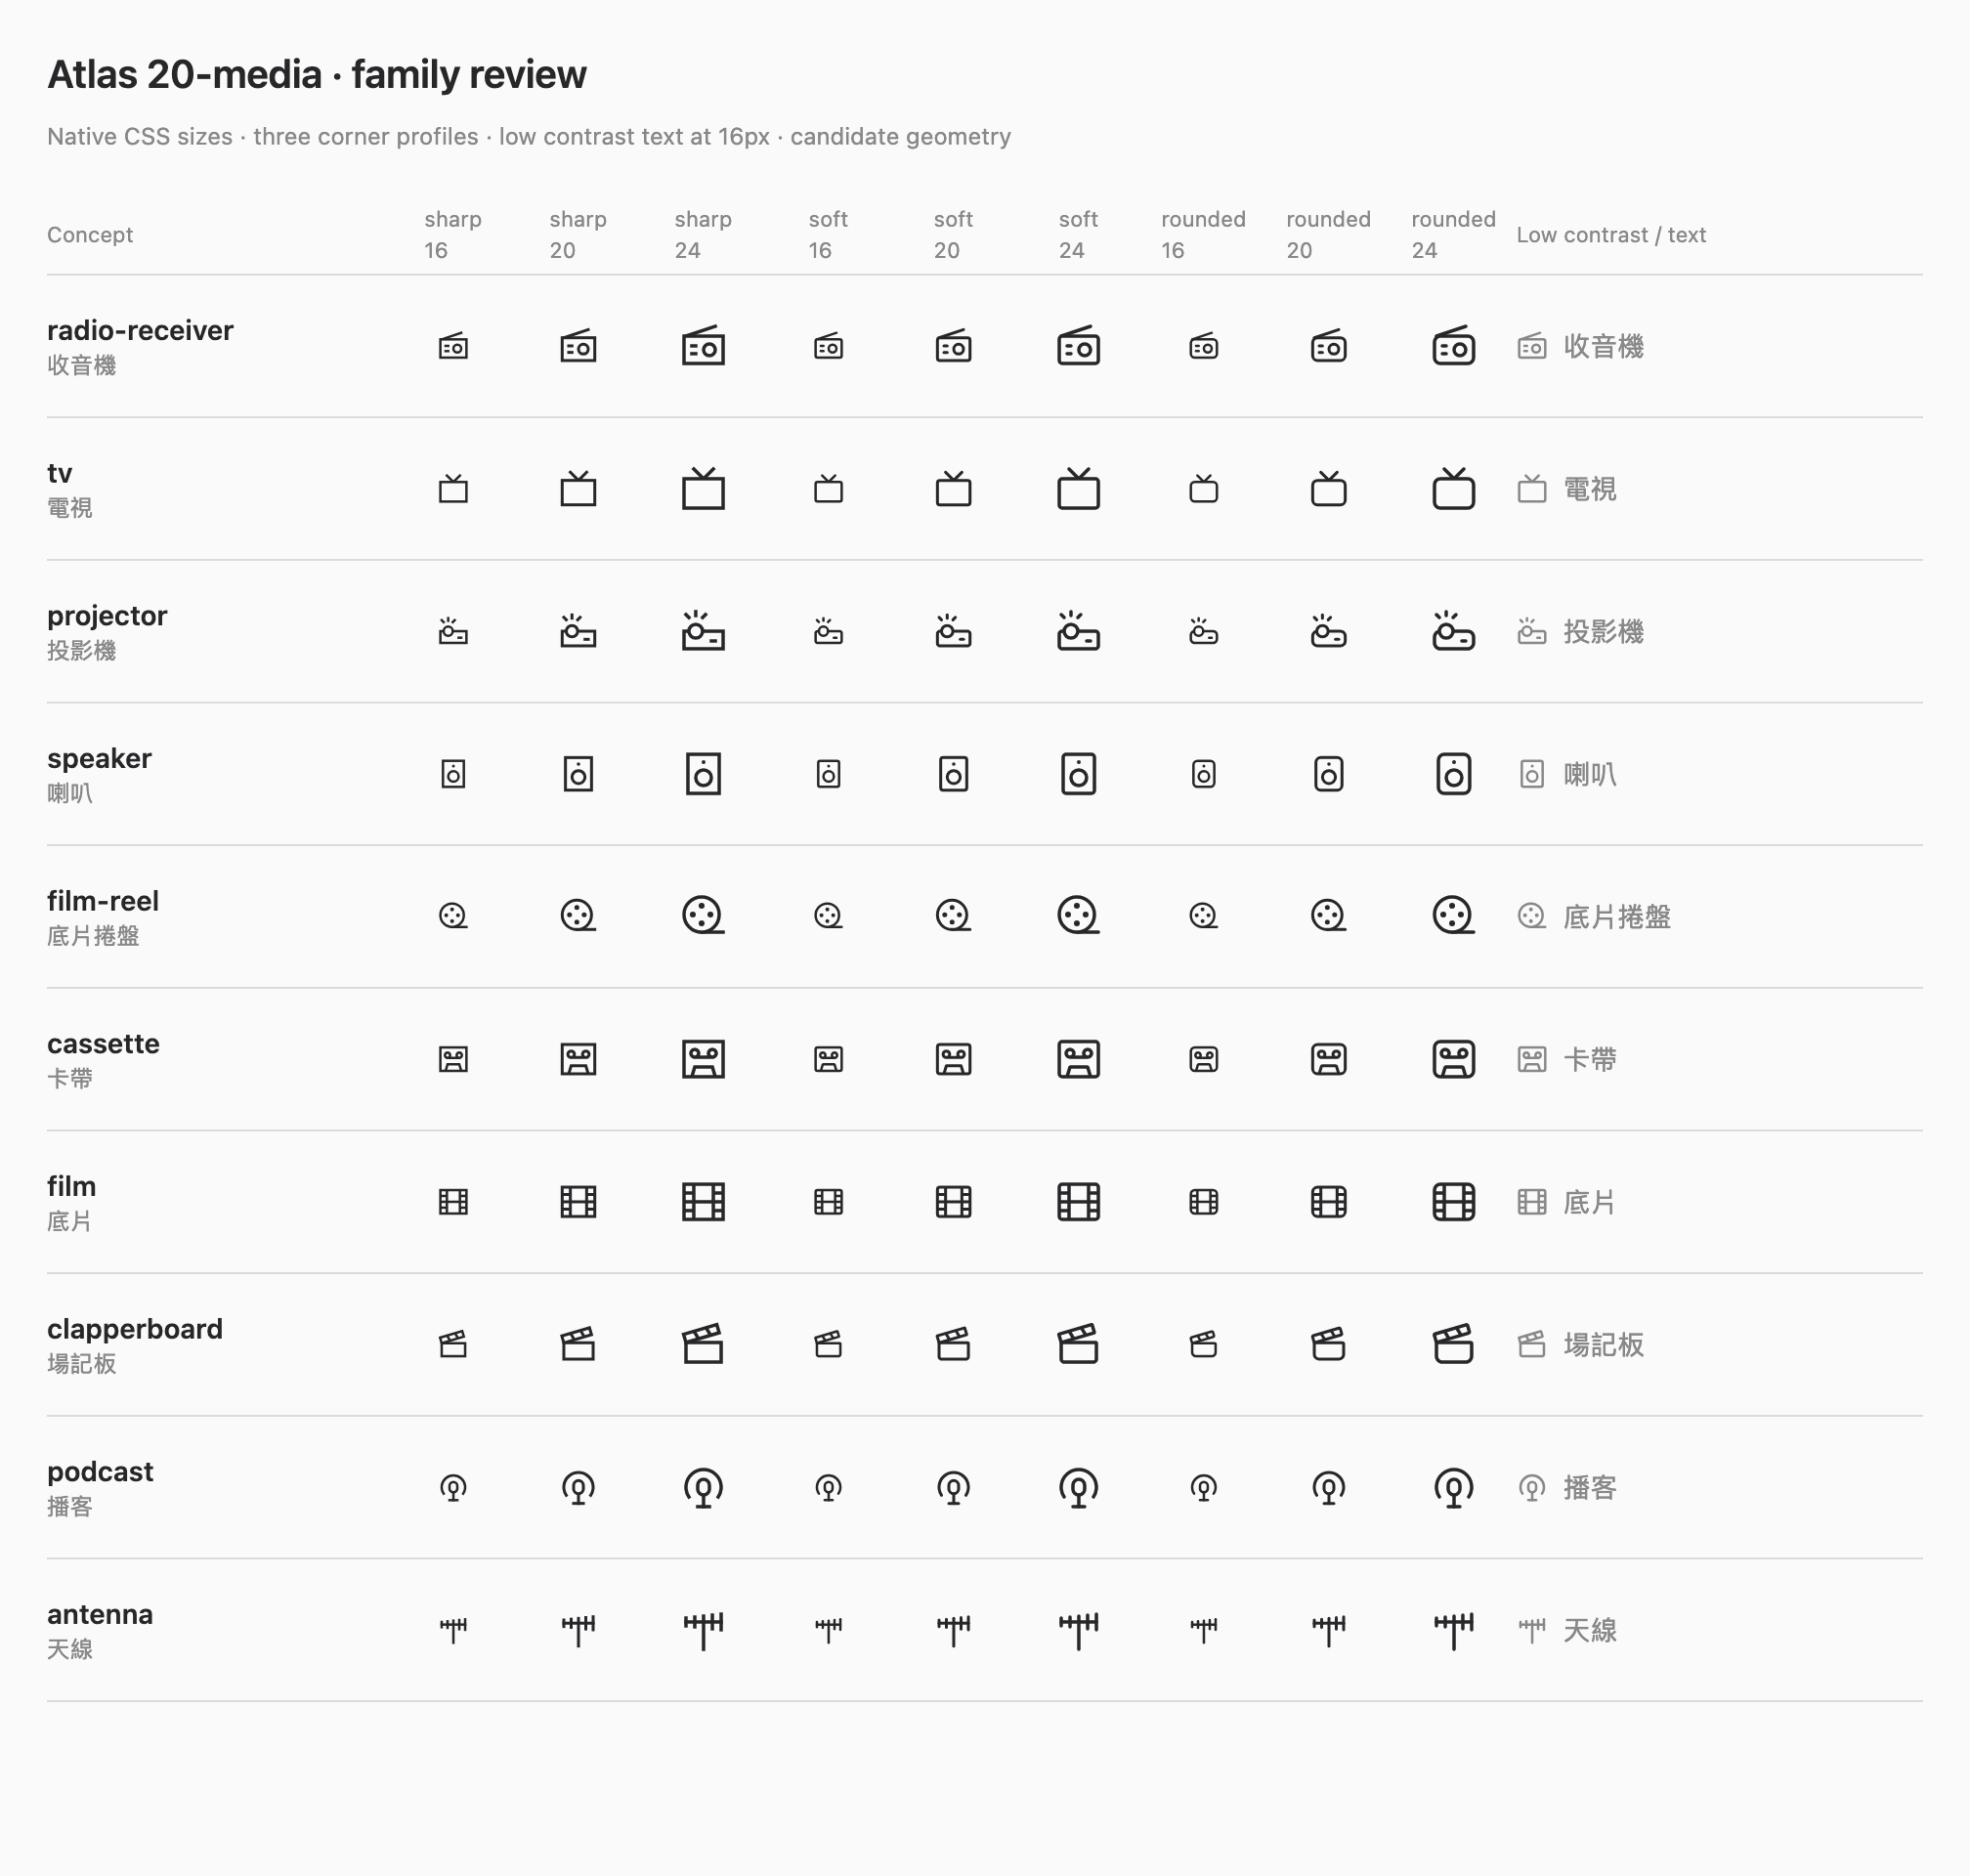 Atlas 20-media · family review
Native CSS sizes · three corner profiles · low contrast text at 16px · candidate geometry
Concept
sharp 16
sharp 20
sharp 24
soft 16
soft 20
soft 24
rounded 16
rounded 20
rounded 24
Low contrast / text
radio-receiver
收音機
收音機
tv
電視
電視
projector
投影機
投影機
speaker
喇叭
喇叭
film-reel
底片捲盤
底片捲盤
cassette
卡帶
卡帶
film
底片
底片
clapperboard
場記板
場記板
podcast
播客
播客
antenna
天線
天線